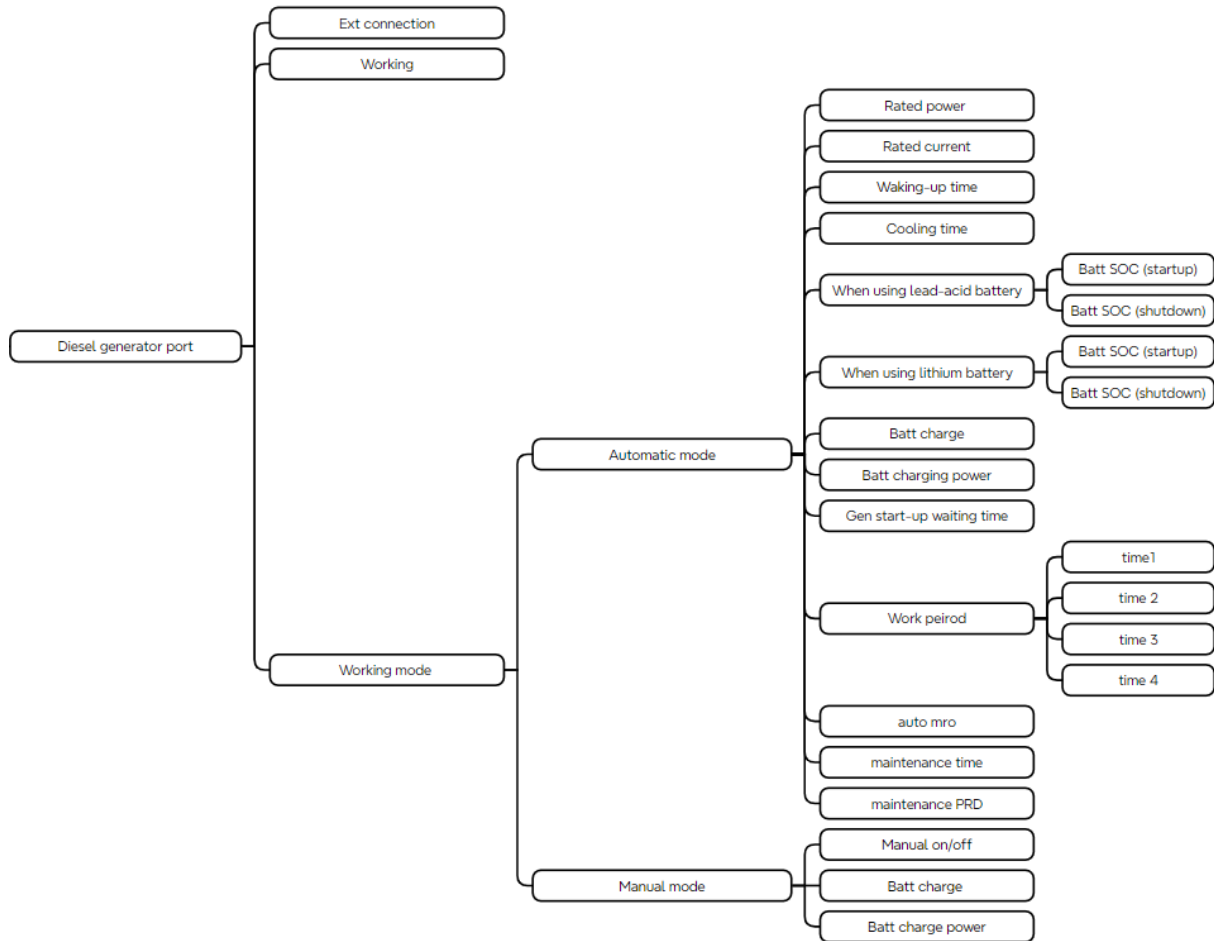 Diesel generator port
Ext connection
Working
Working mode
Automatic mode
Rated power
Rated current
Waking-up time
Cooling time
When using lead-acid battery
Batt SOC (startup)
Batt SOC (shutdown)
When using lithium battery
Batt SOC (startup)
Batt SOC (shutdown)
Batt charge
Batt charging power
Gen start-up waiting time
Work peirod
time1
time 2
time 3
time 4
auto mro
maintenance time
maintenance PRD
Manual mode
Manual on/off
Batt charge
Batt charge power